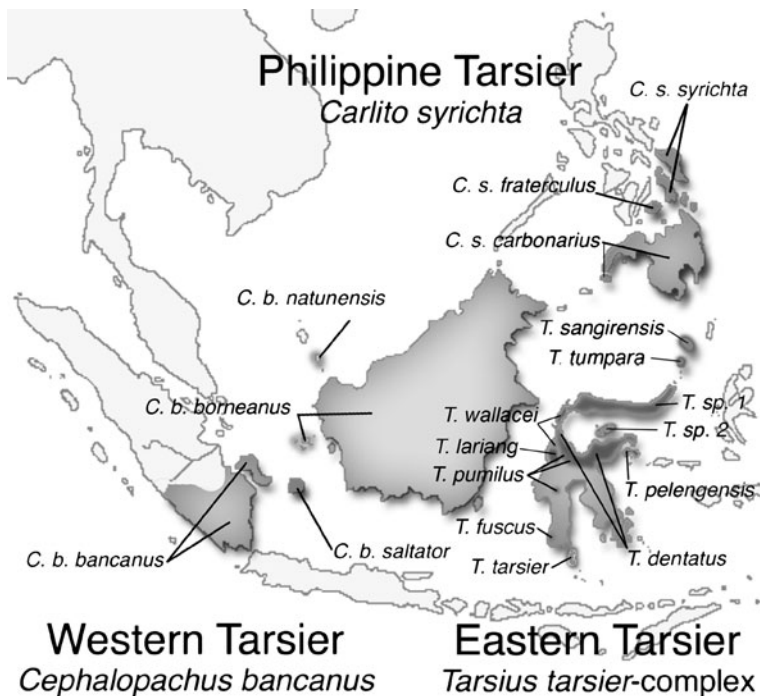 Philippine Tarsier
Carlito syrichta
C. s. syrichta
C. s. fraterculus
C. s. carbonarius
C. b. natunensis
T. sangirensis
T. tumpara
C. b. borneanus
T. wallacei
T. sp. 1
T. sp. 2
T. lariang
T. pumilus
T. pelengensis
T. fuscus
C. b. bancanus
C. b. saltator
T. tarsier
T. dentatus
Western Tarsier
Cephalopachus bancanus
Eastern Tarsier
Tarsius tarsier-complex